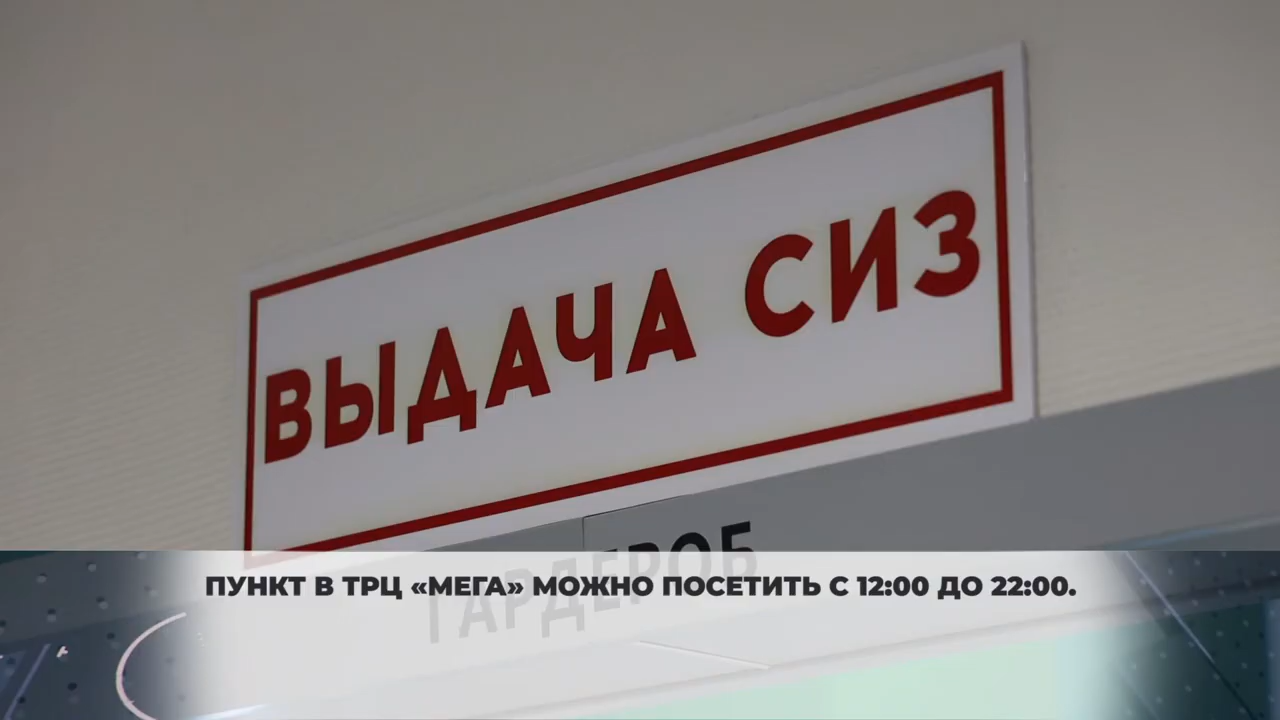 ВЫДАЧА СИЗ
ГАРДЕРОБ
ПУНКТ В ТРЦ «МЕГА» МОЖНО ПОСЕТИТЬ С 12:00 ДО 22:00.